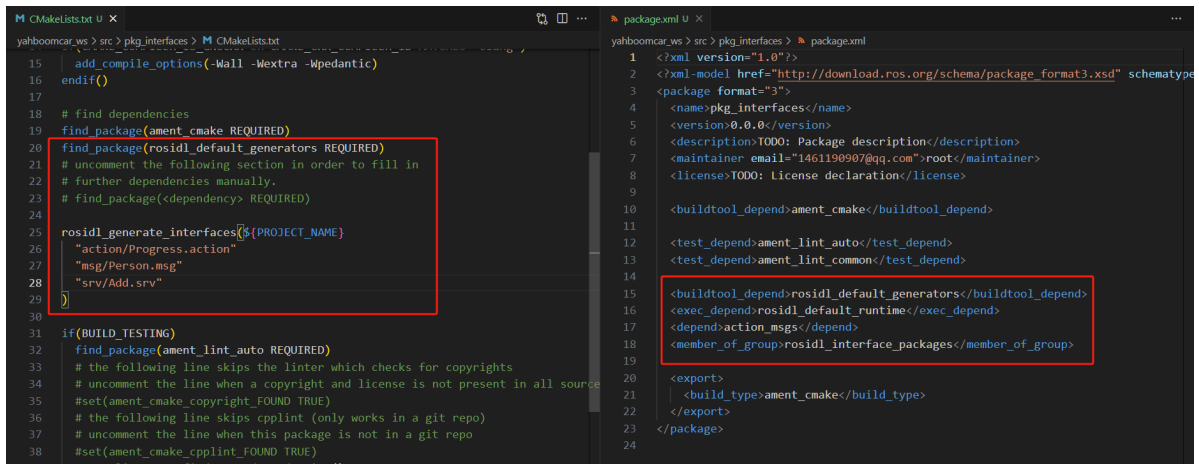 CMakeLists.txt U
yahboomcar_ws > src > pkg_interfaces > M CMakeLists.txt
15 add_compile_options(-Wall -Wextra -Wpedantic)
16 endif()
17
18 # find dependencies
19 find_package(ament_cmake REQUIRED)
20 find_package(rosidl_default_generators REQUIRED)
21 # uncomment the following section in order to fill in
22 # further dependencies manually.
23 # find_package(<dependency> REQUIRED)
24
25 rosidl_generate_interfaces(${PROJECT_NAME}
26 "action/Progress.action"
27 "msg/Person.msg"
28 "srv/Add.srv"
29 )
30
31 if(BUILD_TESTING)
32 find_package(ament_lint_auto REQUIRED)
33 # the following line skips the linter which checks for copyrights
34 # uncomment the line when a copyright and license is not present in all source
35 #set(ament_cmake_copyright_FOUND TRUE)
36 # the following line skips cpplint (only works in a git repo)
37 # uncomment the line when this package is not in a git repo
38 #set(ament_cmake_cpplint_FOUND TRUE)
package.xml U
yahboomcar_ws > src > pkg_interfaces > package.xml
1 <?xml version="1.0"?>
2 <?xml-model href="http://download.ros.org/schema/package_format3.xsd" schematype
3 <package format="3">
4 <name>pkg_interfaces</name>
5 <version>0.0.0</version>
6 <description>TODO: Package description</description>
7 <maintainer email="1461190907@qq.com">root</maintainer>
8 <license>TODO: License declaration</license>
9
10 <buildtool_depend>ament_cmake</buildtool_depend>
11
12 <test_depend>ament_lint_auto</test_depend>
13 <test_depend>ament_lint_common</test_depend>
14
15 <buildtool_depend>rosidl_default_generators</buildtool_depend>
16 <exec_depend>rosidl_default_runtime</exec_depend>
17 <depend>action_msgs</depend>
18 <member_of_group>rosidl_interface_packages</member_of_group>
19
20 <export>
21 <build_type>ament_cmake</build_type>
22 </export>
23 </package>
24